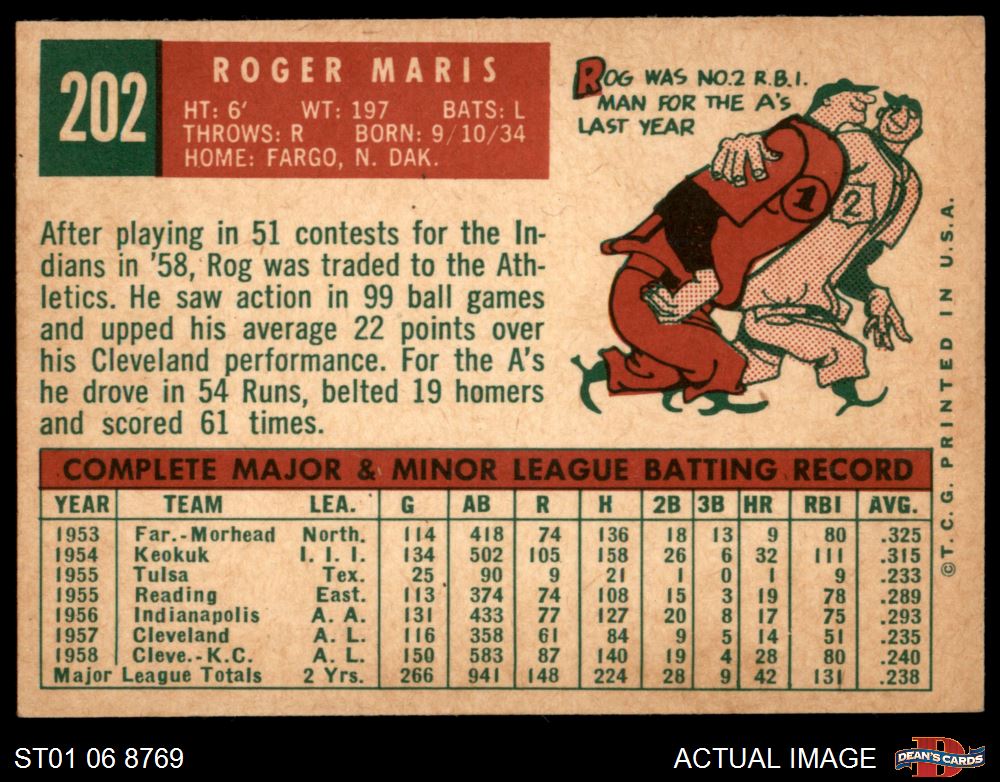 202
ROGER MARIS
HT: 6' WT: 197 BATS: L
THROWS: R BORN: 9/10/34
HOME: FARGO, N. DAK.
ROG WAS NO.2 R.B.I.
MAN FOR THE A's
LAST YEAR
1
2
After playing in 51 contests for the In-
dians in '58, Rog was traded to the Ath-
letics. He saw action in 99 ball games
and upped his average 22 points over
his Cleveland performance. For the A's
he drove in 54 Runs, belted 19 homers
and scored 61 times.
COMPLETE MAJOR & MINOR LEAGUE BATTING RECORD
YEAR TEAM LEA. G AB R H 2B 3B HR RBI AVG.
1953 Far.-Morhead North. 114 418 74 136 18 13 9 80 .325
1954 Keokuk I. I. I. 134 502 105 158 26 6 32 111 .315
1955 Tulsa Tex. 25 90 9 21 1 0 1 9 .233
1955 Reading East. 113 374 74 108 15 3 19 78 .289
1956 Indianapolis A. A. 131 433 77 127 20 8 17 75 .293
1957 Cleveland A. L. 116 358 61 84 9 5 14 51 .235
1958 Cleve.-K.C. A. L. 150 583 87 140 19 4 28 80 .240
Major League Totals 2 Yrs. 266 941 148 224 28 9 42 131 .238
©T. C. G. PRINTED IN U.S.A.
ST01 06 8769
ACTUAL IMAGE
D
DEAN'S CARDS